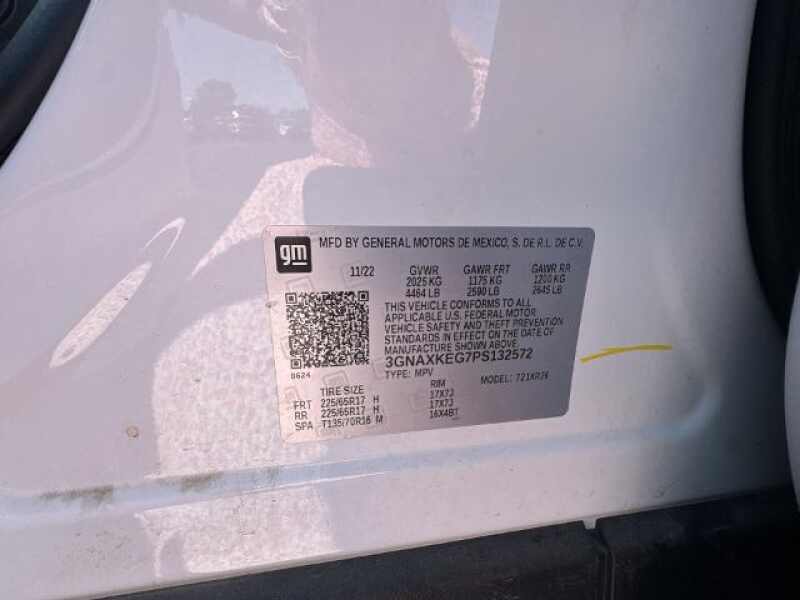 gm MFD BY GENERAL MOTORS DE MEXICO, S. DE R.L. DE C.V.
11/22 GVWR GAWR FRT GAWR RR
2025 KG 1175 KG 1200 KG
4464 LB 2590 LB 2645 LB
THIS VEHICLE CONFORMS TO ALL
APPLICABLE U.S. FEDERAL MOTOR
VEHICLE SAFETY AND THEFT PREVENTION
STANDARDS IN EFFECT ON THE DATE OF
MANUFACTURE SHOWN ABOVE.
3GNAXKEG7PS132572
8624 TYPE: MPV MODEL: 721XR26
TIRE SIZE RIM
FRT 225/65R17 H 17X7J
RR 225/65R17 H 17X7J
SPA T135/70R16 M 16X4BT